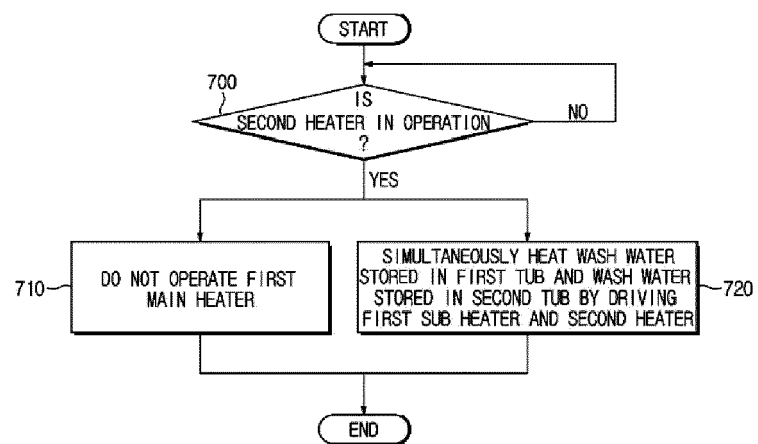 START
700
IS
SECOND HEATER IN OPERATION
?
NO
YES
710
DO NOT OPERATE FIRST
MAIN HEATER
SIMULTANEOUSLY HEAT WASH WATER
STORED IN FIRST TUB AND WASH WATER
STORED IN SECOND TUB BY DRIVING
FIRST SUB HEATER AND SECOND HEATER
720
END